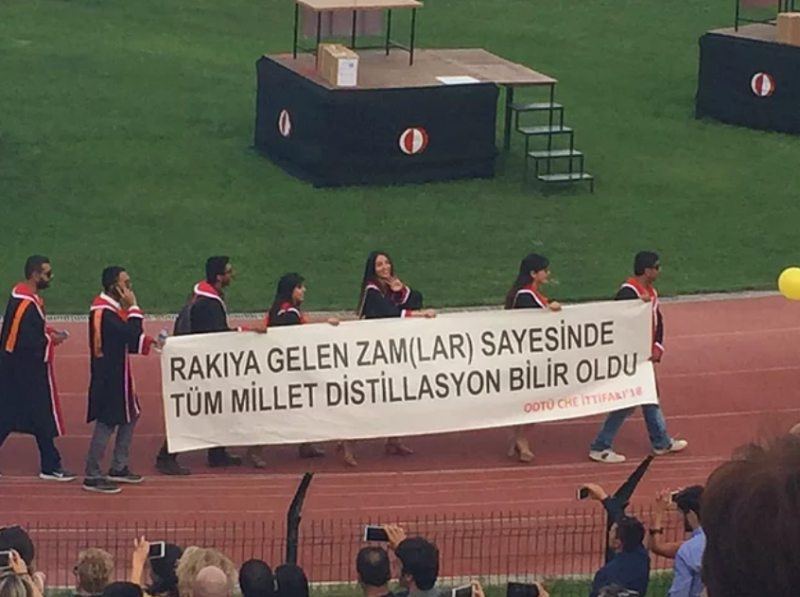 RAKIYA GELEN ZAM(LAR) SAYESİNDE
TÜM MİLLET DİSTİLLASYON BİLİR OLDU
ODTÜ CHE İTTİFAKI'18